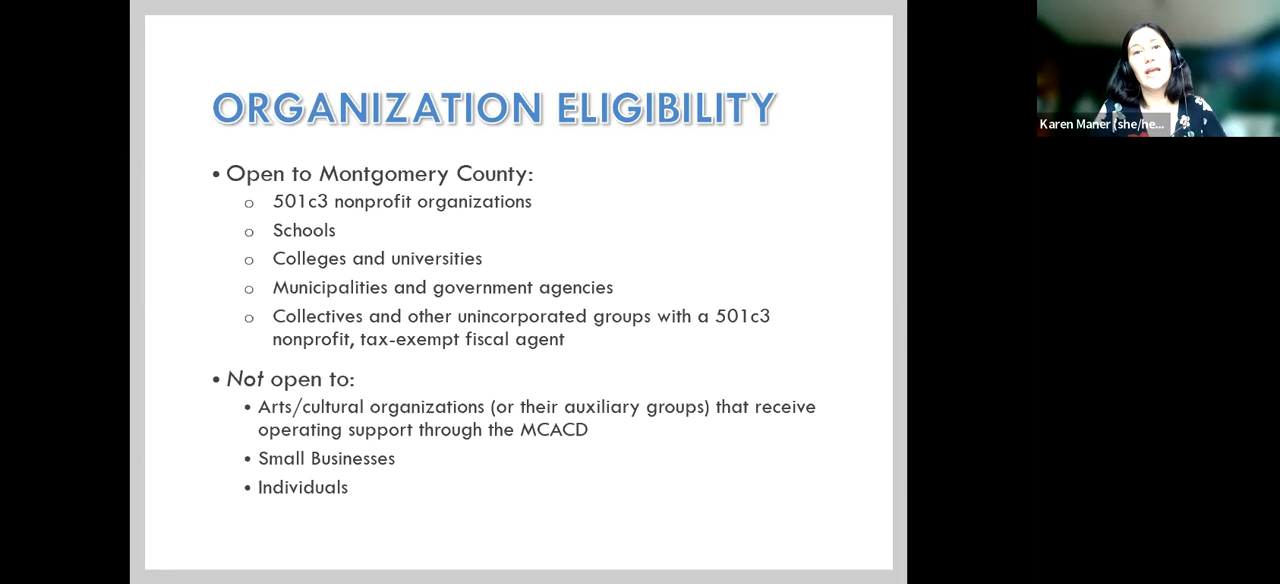 ORGANIZATION ELIGIBILITY
• Open to Montgomery County:
o 501c3 nonprofit organizations
o Schools
o Colleges and universities
o Municipalities and government agencies
o Collectives and other unincorporated groups with a 501c3
nonprofit, tax-exempt fiscal agent
• Not open to:
• Arts/cultural organizations (or their auxiliary groups) that receive
operating support through the MCACD
• Small Businesses
• Individuals
Karen Maner (she/he...